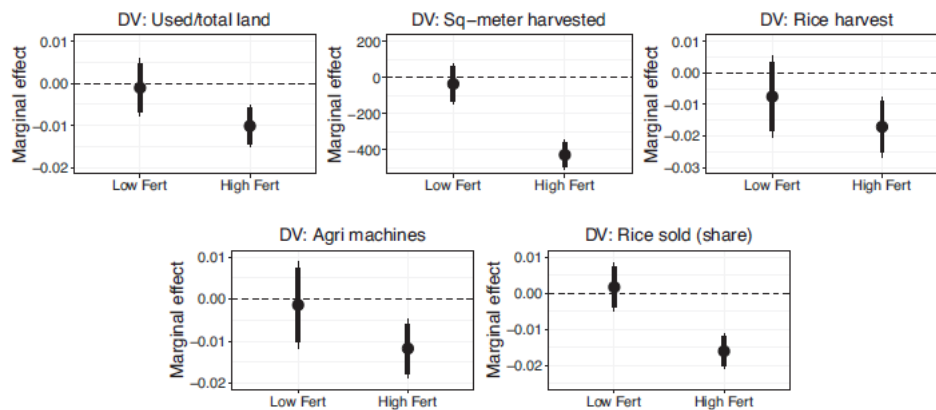 DV: Used/total land
DV: Sq−meter harvested
DV: Rice harvest
Marginal effect
0.01
0.00
−0.01
−0.02
Low Fert
High Fert
Marginal effect
200
0
−200
−400
Low Fert
High Fert
Marginal effect
0.01
0.00
−0.01
−0.02
−0.03
Low Fert
High Fert
DV: Agri machines
DV: Rice sold (share)
Marginal effect
0.01
0.00
−0.01
−0.02
Low Fert
High Fert
Marginal effect
0.01
0.00
−0.01
−0.02
Low Fert
High Fert